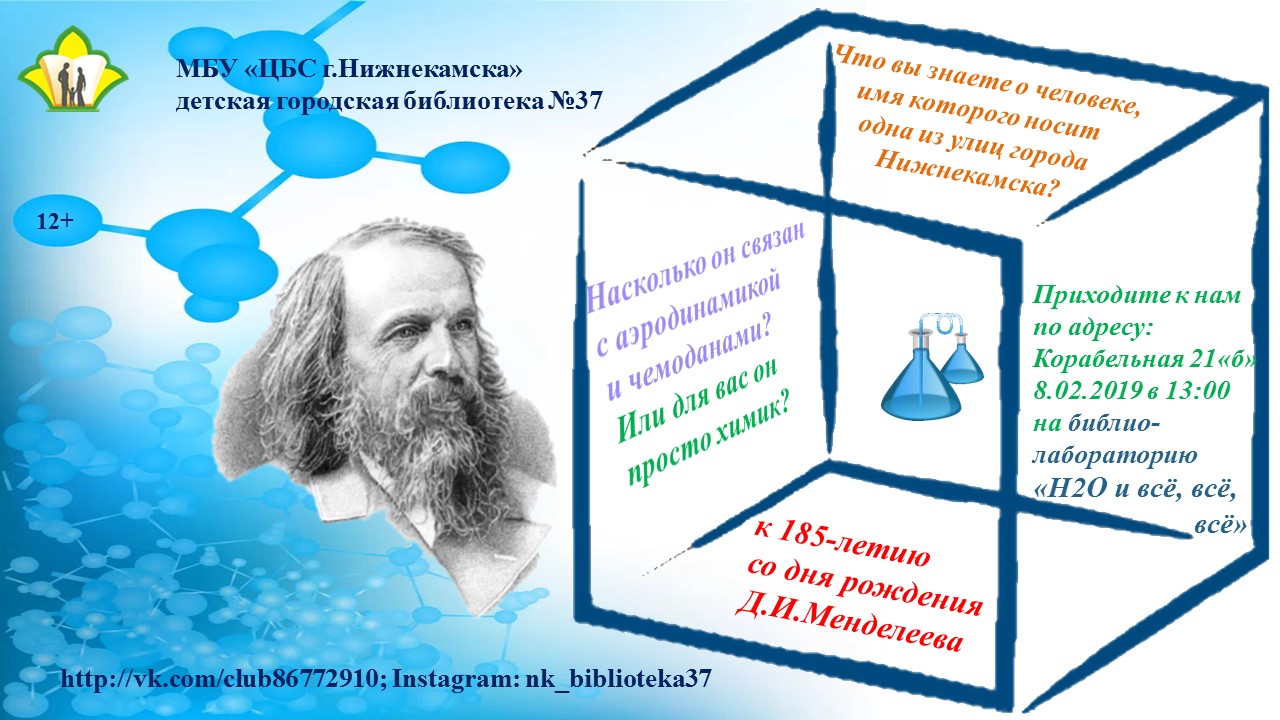 МБУ «ЦБС г.Нижнекамска»
детская городская библиотека №37
12+
Что вы знаете о человеке,
имя которого носит
одна из улиц города
Нижнекамска?
Насколько он связан
с аэродинамикой
и чемоданами?
Или для вас он
просто химик?
Приходите к нам
по адресу:
Корабельная 21«б»
8.02.2019 в 13:00
на библио-
лабораторию
«H2O и всё, всё,
всё»
к 185-летию
со дня рождения
Д.И.Менделеева
http://vk.com/club86772910; Instagram: nk_biblioteka37